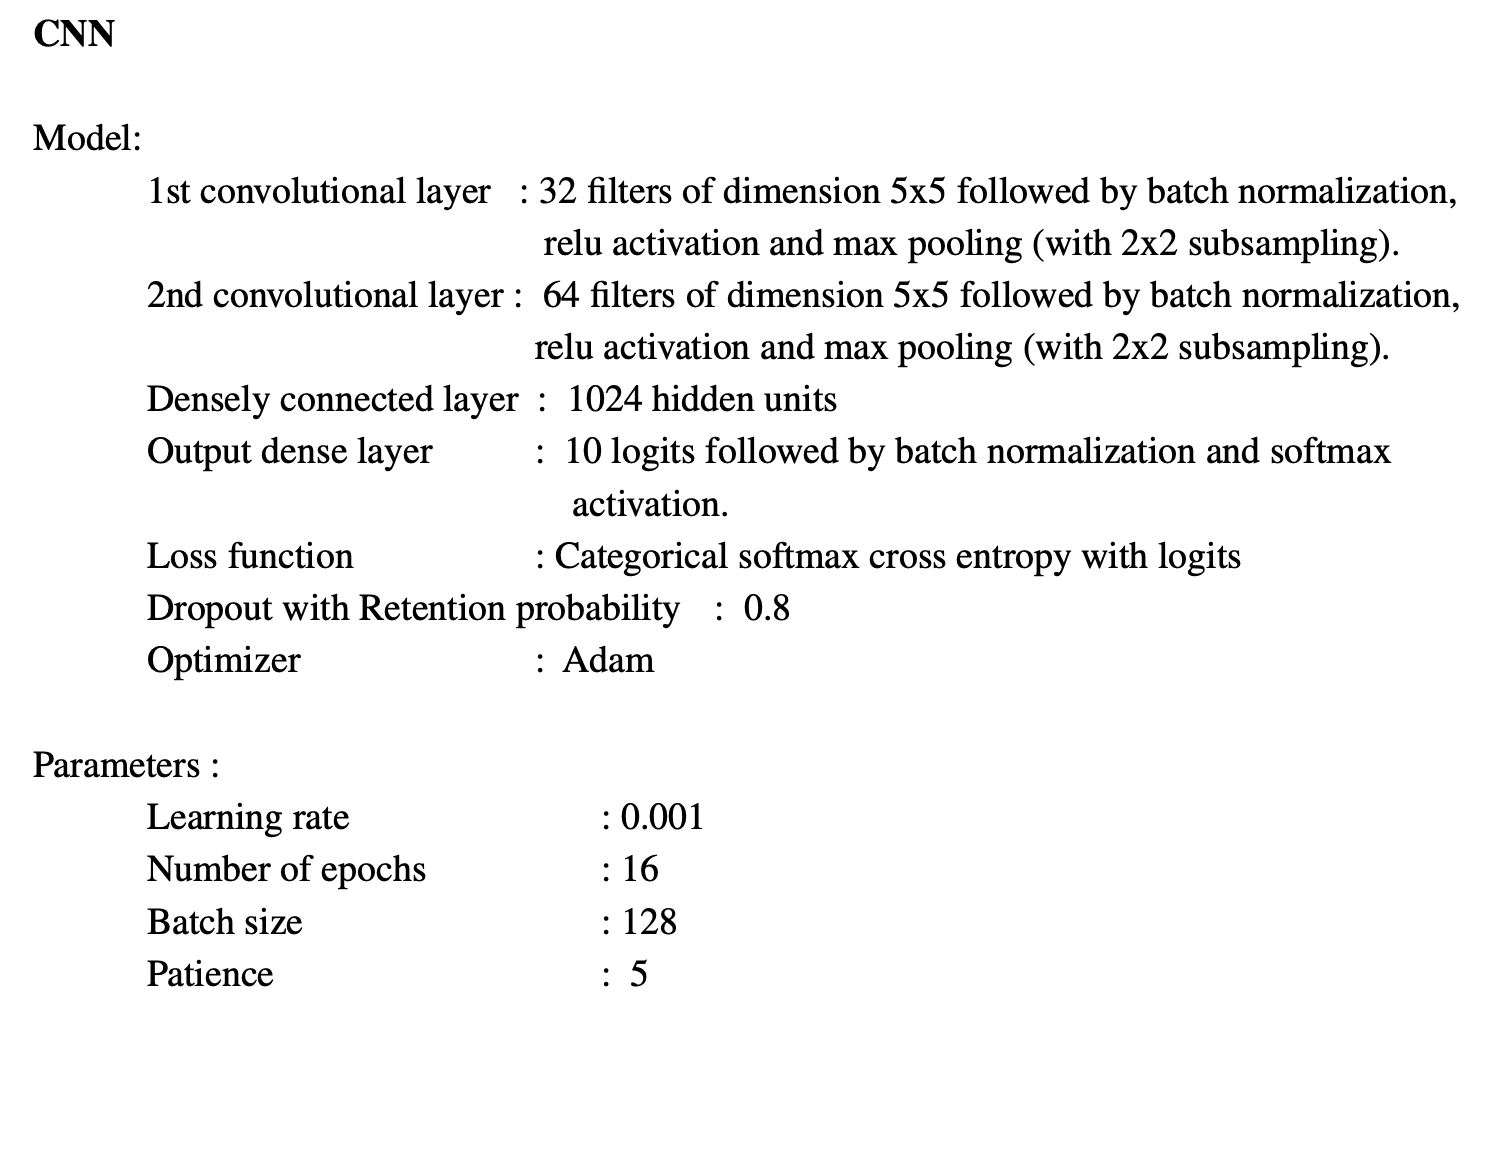 CNN
Model:
1st convolutional layer : 32 filters of dimension 5x5 followed by batch normalization,
relu activation and max pooling (with 2x2 subsampling).
2nd convolutional layer : 64 filters of dimension 5x5 followed by batch normalization,
relu activation and max pooling (with 2x2 subsampling).
Densely connected layer : 1024 hidden units
Output dense layer : 10 logits followed by batch normalization and softmax
activation.
Loss function : Categorical softmax cross entropy with logits
Dropout with Retention probability : 0.8
Optimizer : Adam
Parameters :
Learning rate : 0.001
Number of epochs : 16
Batch size : 128
Patience : 5